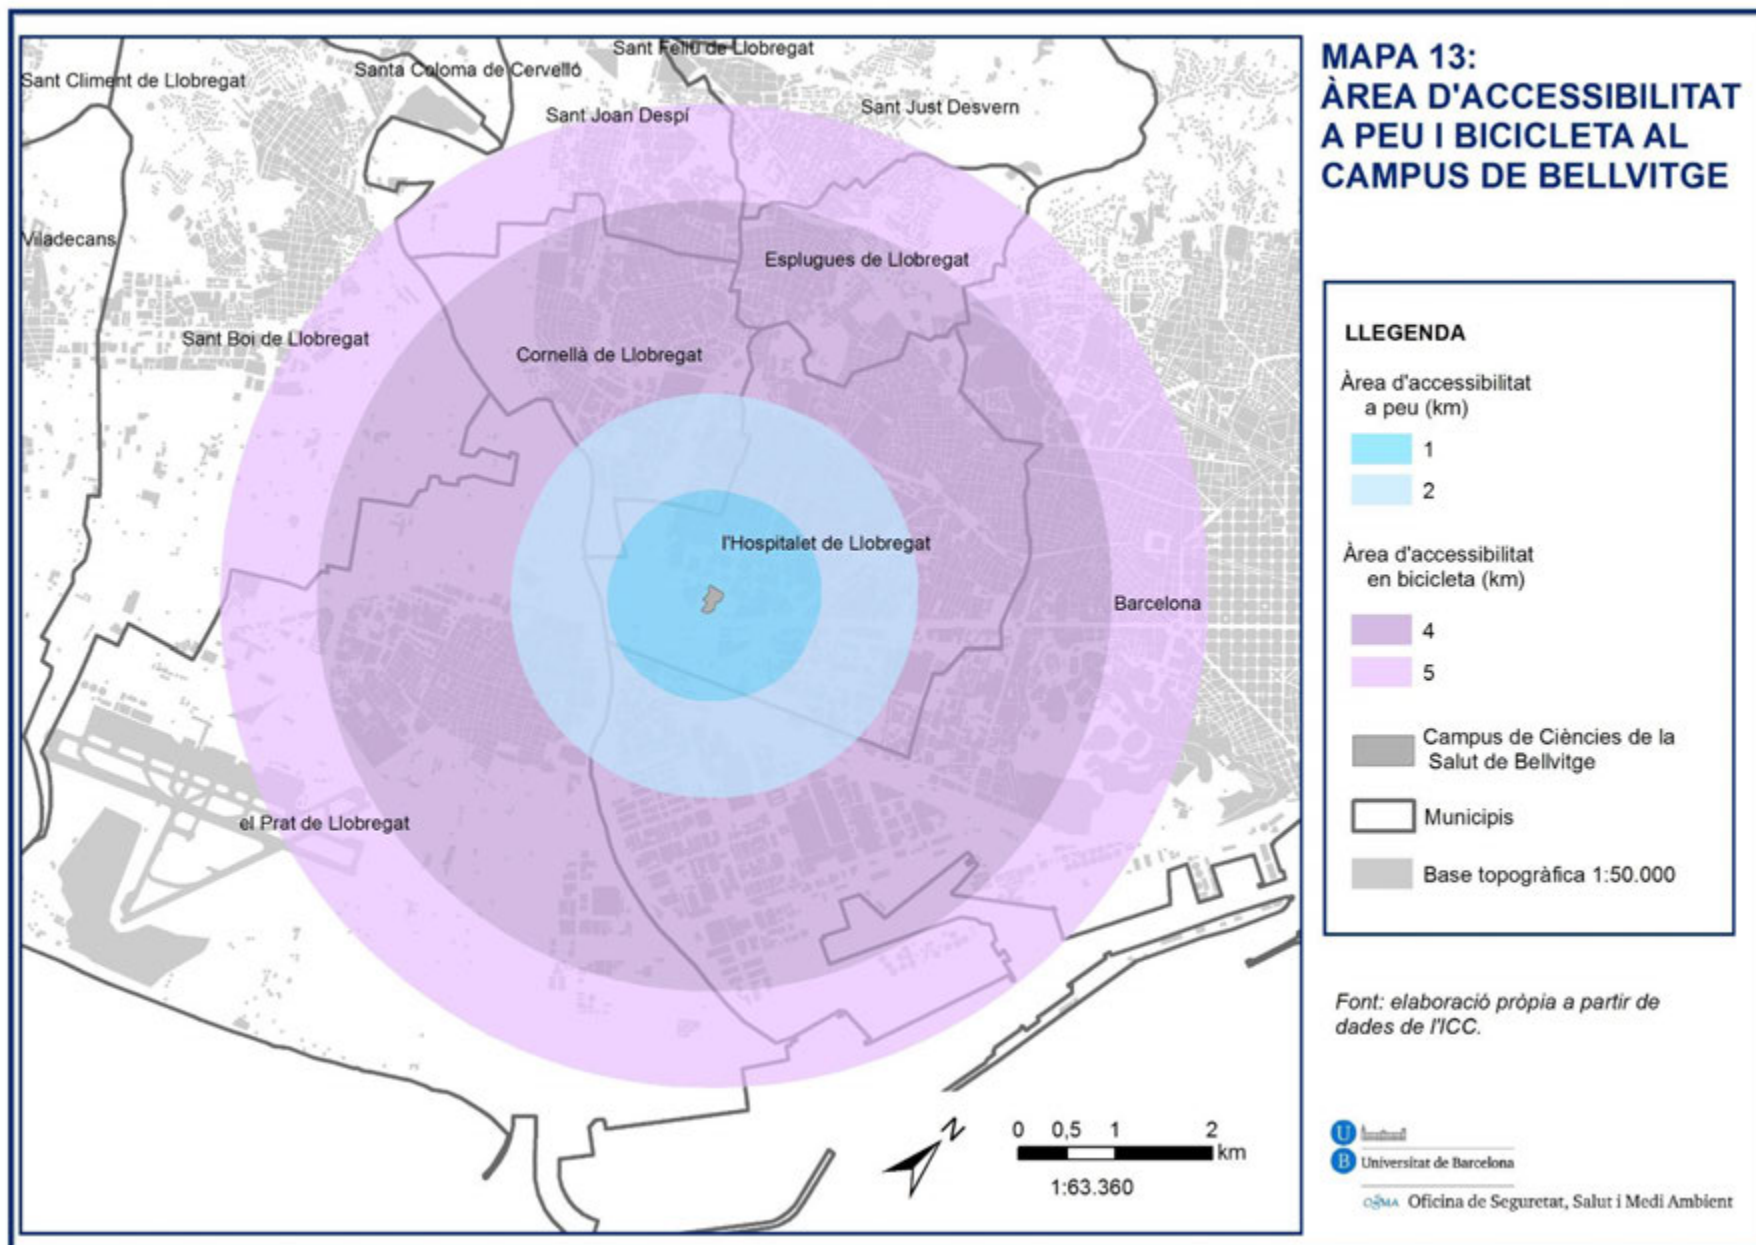 MAPA 13:
ÀREA D'ACCESSIBILITAT
A PEU I BICICLETA AL
CAMPUS DE BELLVITGE
Sant Feliu de Llobregat
Sant Climent de Llobregat
Santa Coloma de Cervelló
Sant Joan Despí
Sant Just Desvern
Viladecans
Esplugues de Llobregat
Sant Boi de Llobregat
Cornellà de Llobregat
l'Hospitalet de Llobregat
Barcelona
el Prat de Llobregat
N
0 0,5 1 2
km
1:63.360
LLEGENDA
Àrea d'accessibilitat
a peu (km)
1
2
Àrea d'accessibilitat
en bicicleta (km)
4
5
Campus de Ciències de la
Salut de Bellvitge
Municipis
Base topogràfica 1:50.000
Font: elaboració pròpia a partir de
dades de l'ICC.
U
B Universitat de Barcelona
OSSMA Oficina de Seguretat, Salut i Medi Ambient